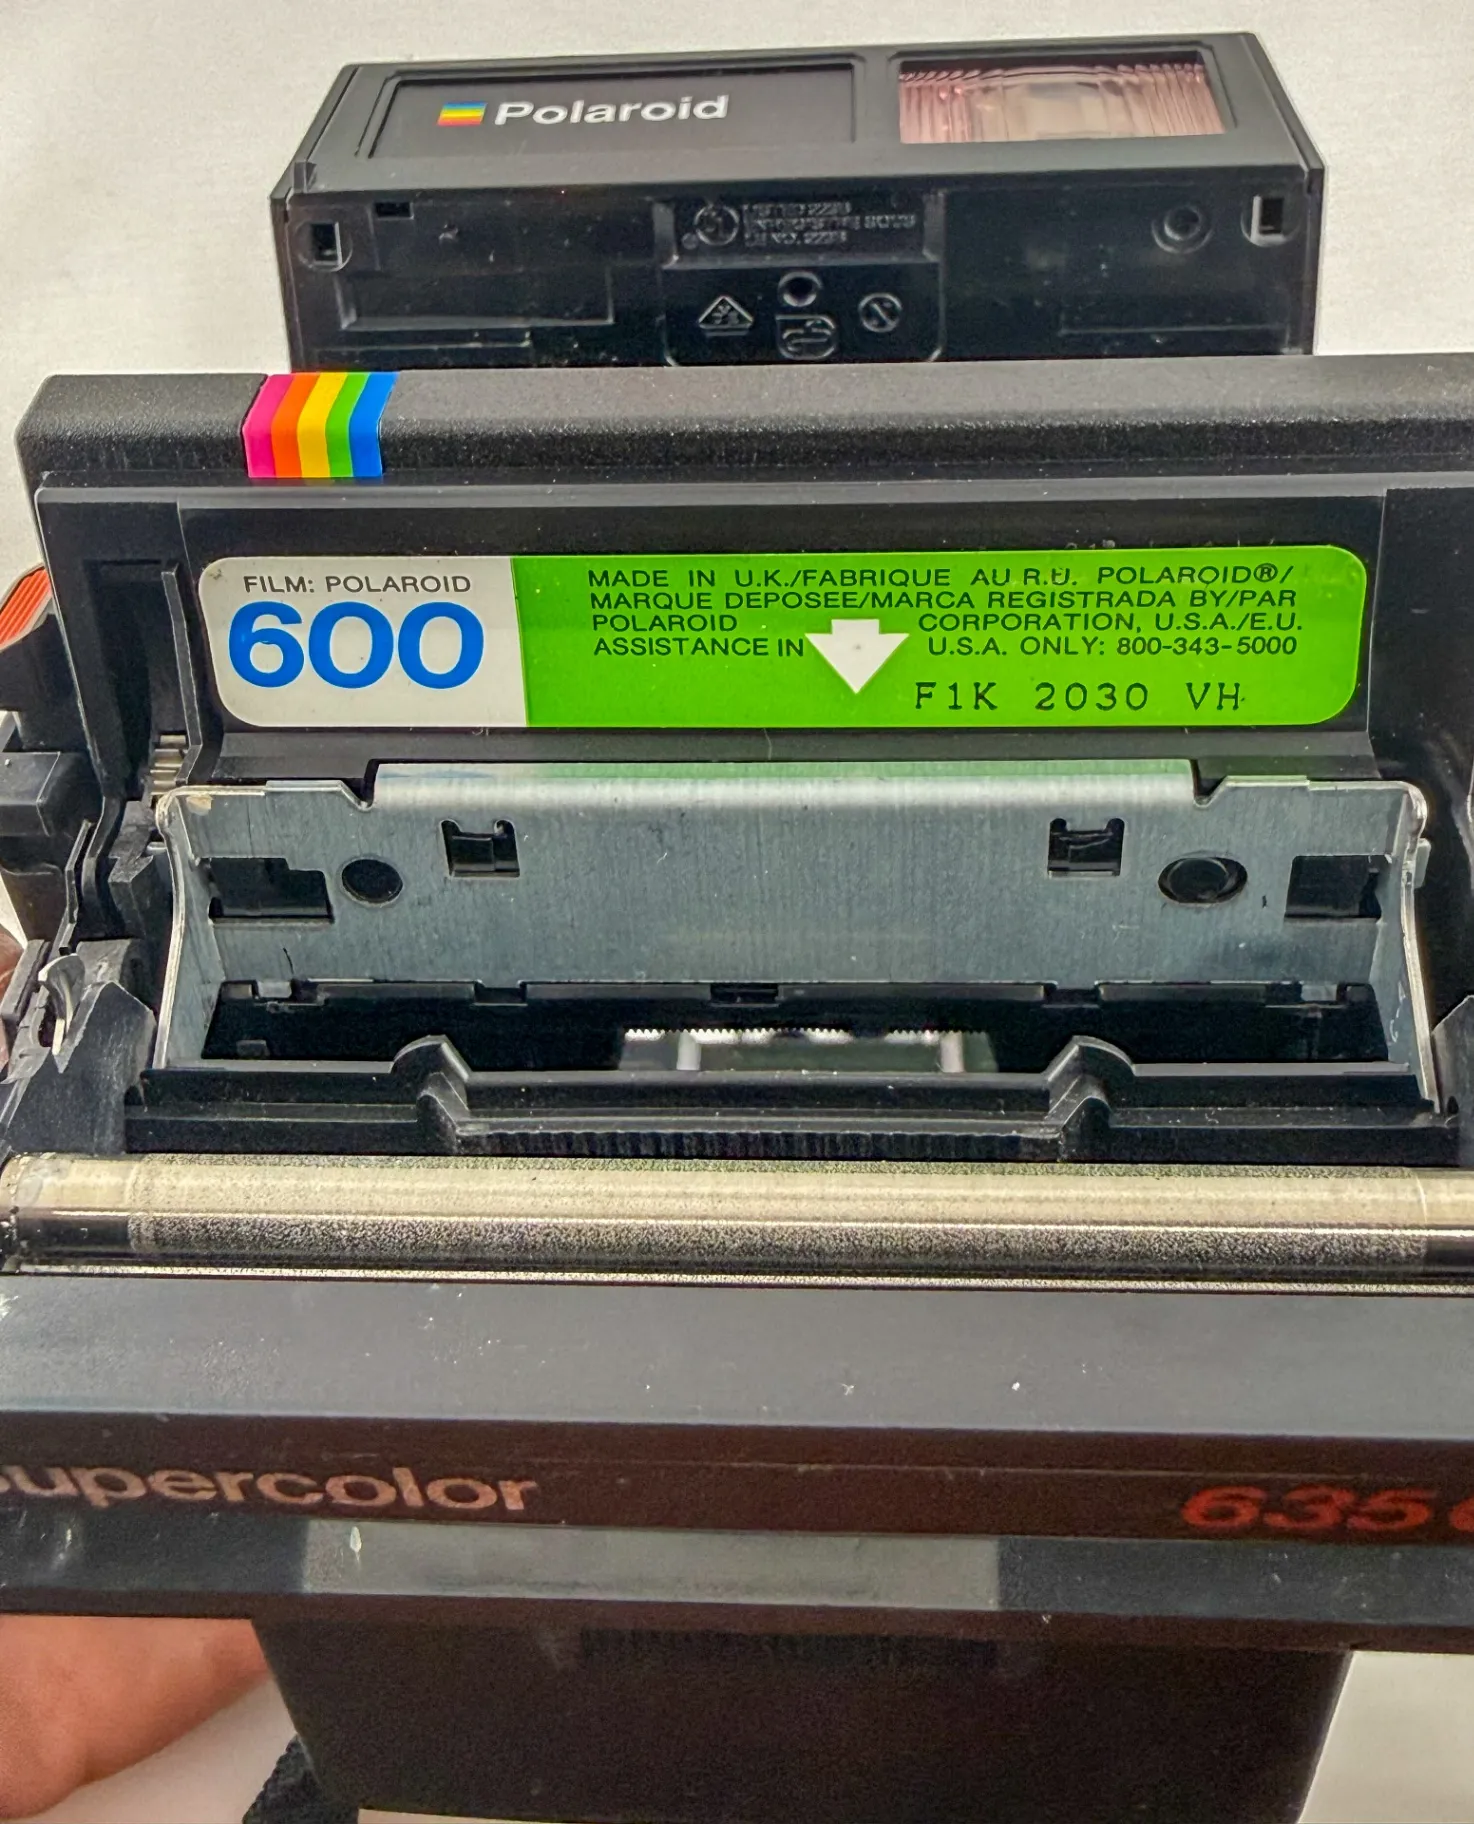 Polaroid
FILM: POLAROID
600
MADE IN U.K./FABRIQUE AU R.U. POLAROID®/
MARQUE DEPOSEE/MARCA REGISTRADA BY/PAR
POLAROID CORPORATION, U.S.A./E.U.
ASSISTANCE IN U.S.A. ONLY: 800-343-5000
F1K 2030 VH
upercolor 635